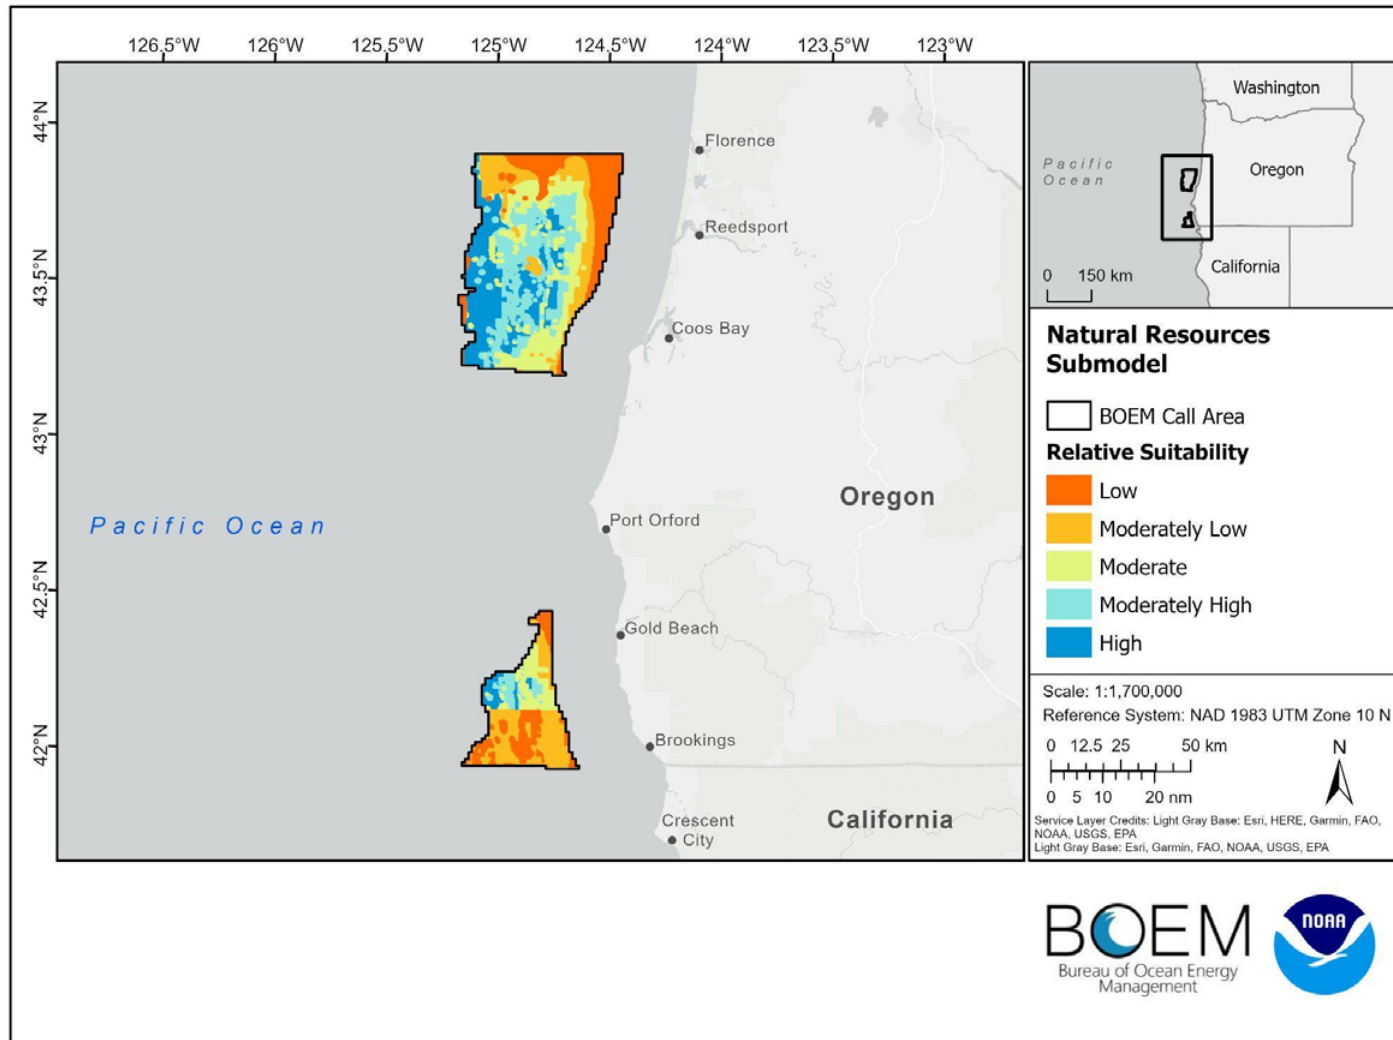 126.5°W 126°W 125.5°W 125°W 124.5°W 124°W 123.5°W 123°W
44°N
43.5°N
43°N
42.5°N
42°N
Florence
Reedsport
Coos Bay
Oregon
Pacific Ocean
Port Orford
Gold Beach
Brookings
California
Crescent
City
Washington
Pacific
Ocean
Oregon
California
0 150 km
Natural Resources
Submodel
BOEM Call Area
Relative Suitability
Low
Moderately Low
Moderate
Moderately High
High
Scale: 1:1,700,000
Reference System: NAD 1983 UTM Zone 10 N
0 12.5 25 50 km
N
0 5 10 20 nm
Service Layer Credits: Light Gray Base: Esri, HERE, Garmin, FAO,
NOAA, USGS, EPA
Light Gray Base: Esri, Garmin, FAO, NOAA, USGS, EPA
BOEM
Bureau of Ocean Energy
Management
NOAA